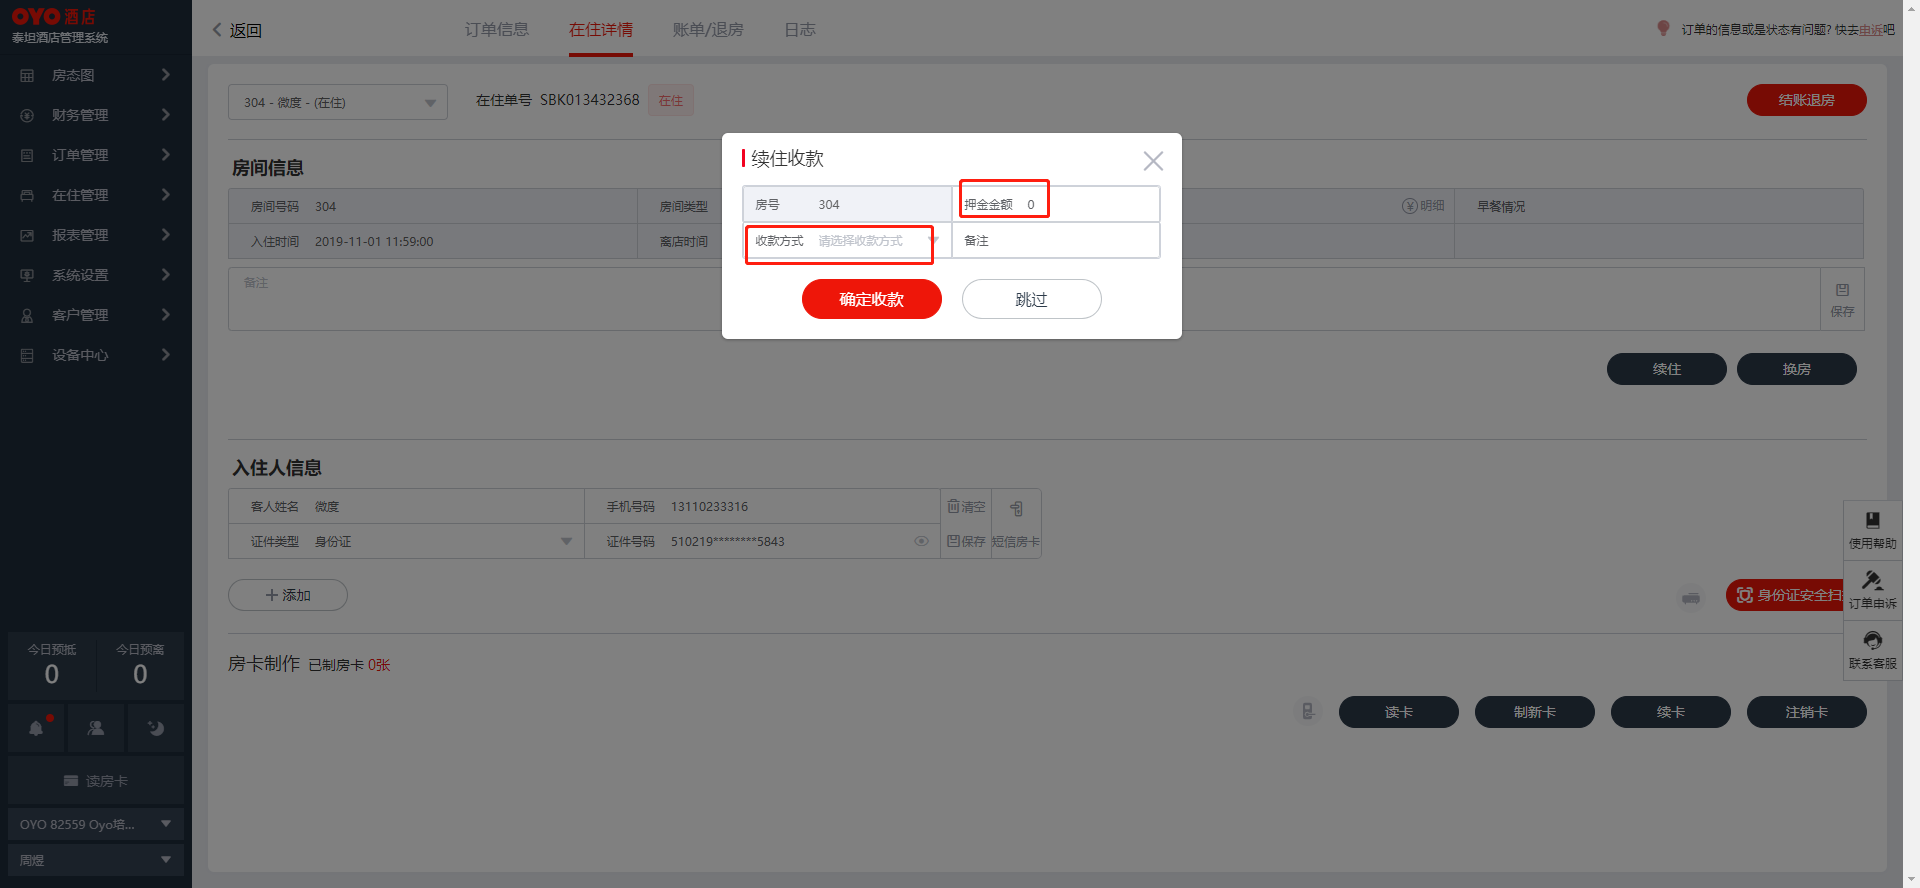 OYO 酒店
泰坦酒店管理系统
房态图
财务管理
订单管理
在住管理
报表管理
系统设置
客户管理
设备中心
今日预抵 今日预离
0 0
读房卡
OYO 82559 Oyo培...
周煜
返回 订单信息 在住详情 账单/退房 日志
订单的信息或是状态有问题? 快去申诉吧
304 - 微度 - (在住) 在住单号 SBK013432368 在住 结账退房
房间信息
房间号码 304 房间类型 明细 早餐情况
入住时间 2019-11-01 11:59:00 离店时间
备注
保存
续住 换房
续住收款
房号 304 押金金额 0
收款方式 请选择收款方式 备注
确定收款 跳过
入住人信息
客人姓名 微度 手机号码 13110233316 清空
证件类型 身份证 证件号码 510219********5843 保存 短信房卡
添加 身份证安全扫
使用帮助
订单申诉
联系客服
房卡制作 已制房卡 0张
读卡 制新卡 续卡 注销卡